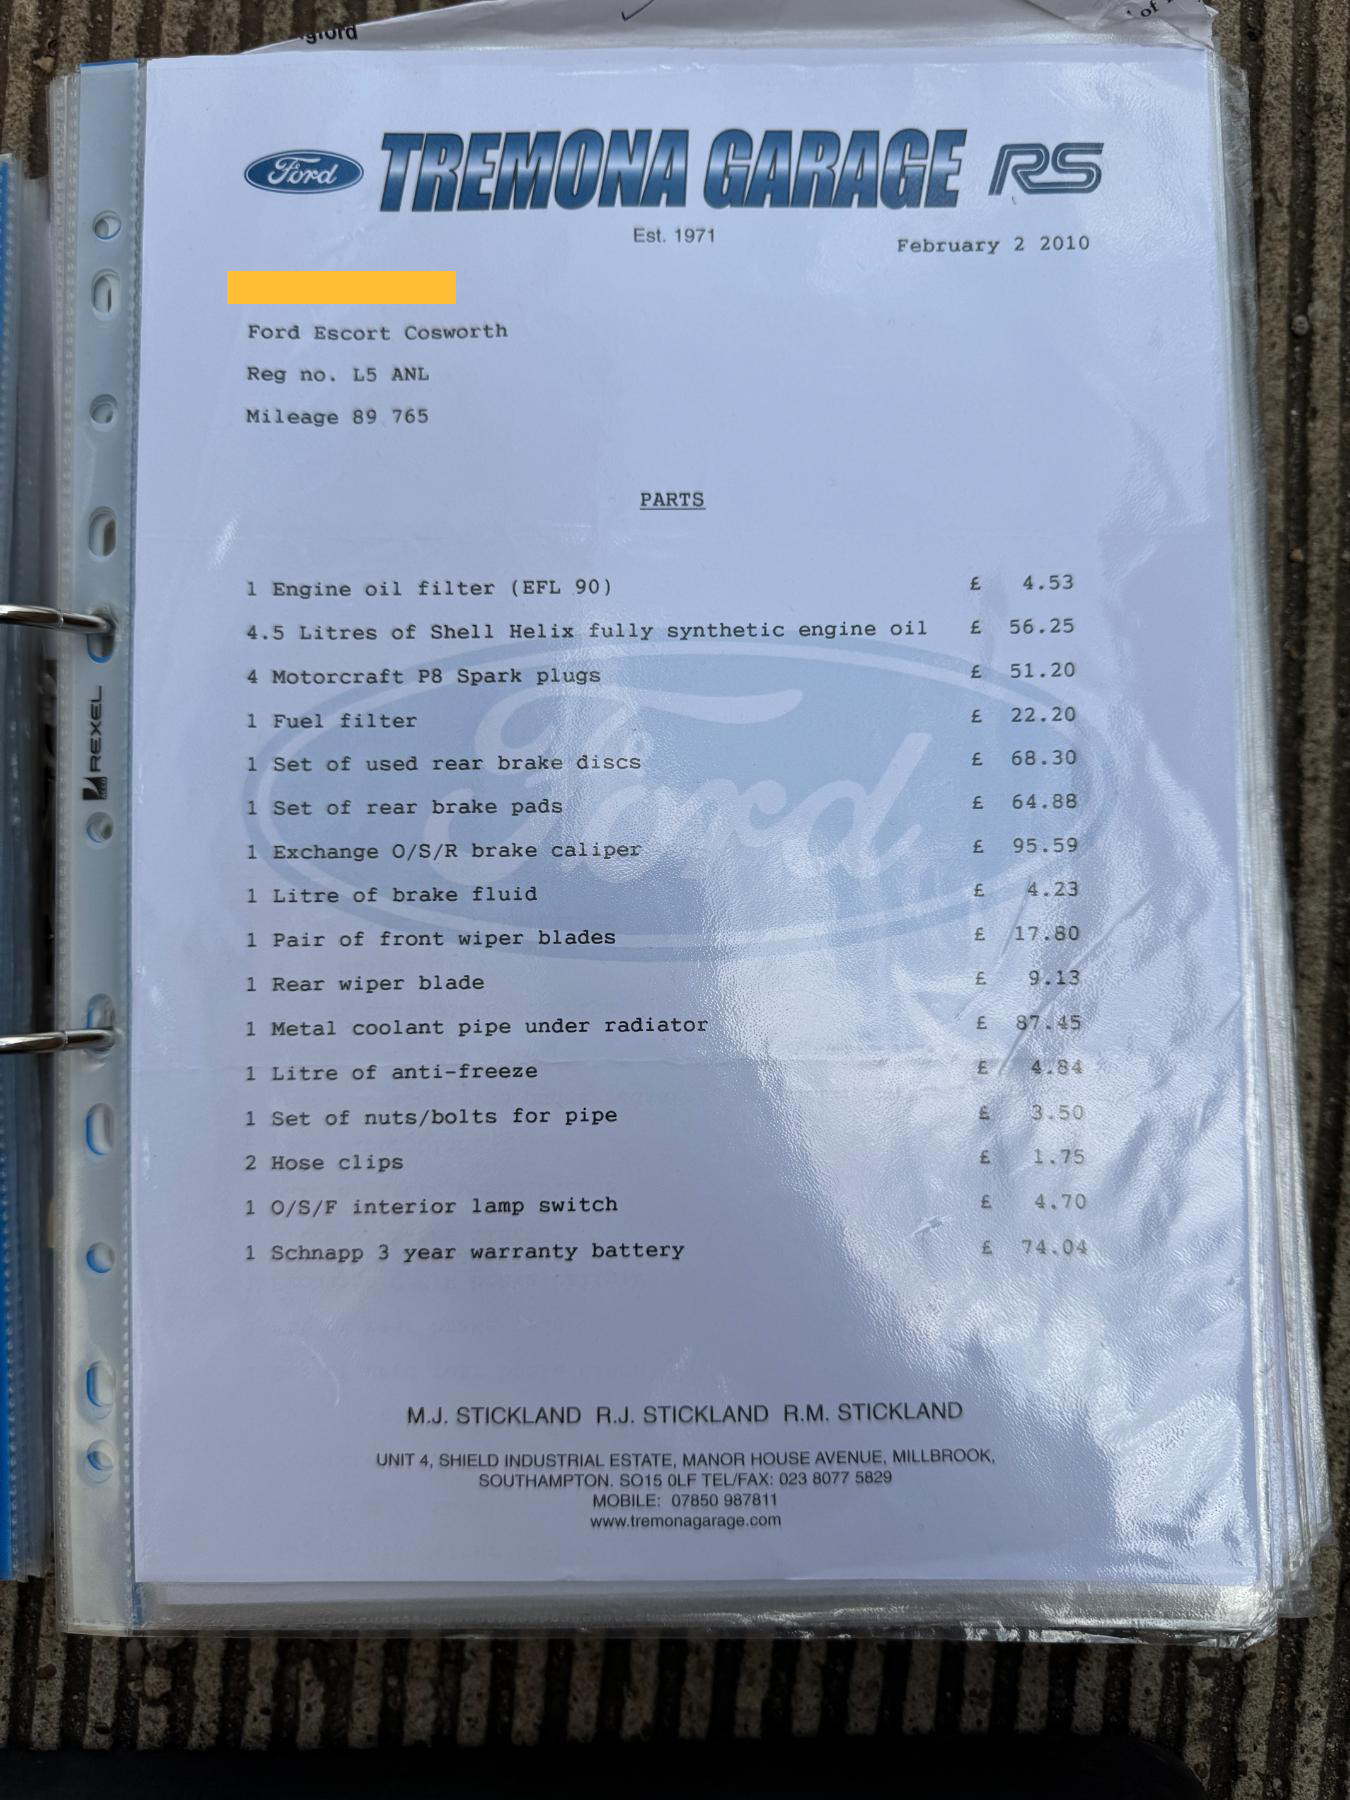 gford
of
Ford TREMONA GARAGE RS
Est. 1971
February 2 2010
Ford Escort Cosworth
Reg no. L5 ANL
Mileage 89 765
PARTS
1 Engine oil filter (EFL 90) £ 4.53
4.5 Litres of Shell Helix fully synthetic engine oil £ 56.25
4 Motorcraft P8 Spark plugs £ 51.20
1 Fuel filter £ 22.20
1 Set of used rear brake discs £ 68.30
1 Set of rear brake pads £ 64.88
1 Exchange O/S/R brake caliper £ 95.59
1 Litre of brake fluid £ 4.23
1 Pair of front wiper blades £ 17.80
1 Rear wiper blade £ 9.13
1 Metal coolant pipe under radiator £ 87.45
1 Litre of anti-freeze £ 4.84
1 Set of nuts/bolts for pipe £ 3.50
2 Hose clips £ 1.75
1 O/S/F interior lamp switch £ 4.70
1 Schnapp 3 year warranty battery £ 74.04
Ford
REXEL
M.J. STICKLAND R.J. STICKLAND R.M. STICKLAND
UNIT 4, SHIELD INDUSTRIAL ESTATE, MANOR HOUSE AVENUE, MILLBROOK,
SOUTHAMPTON. SO15 0LF TEL/FAX: 023 8077 5829
MOBILE: 07850 987811
www.tremonagarage.com